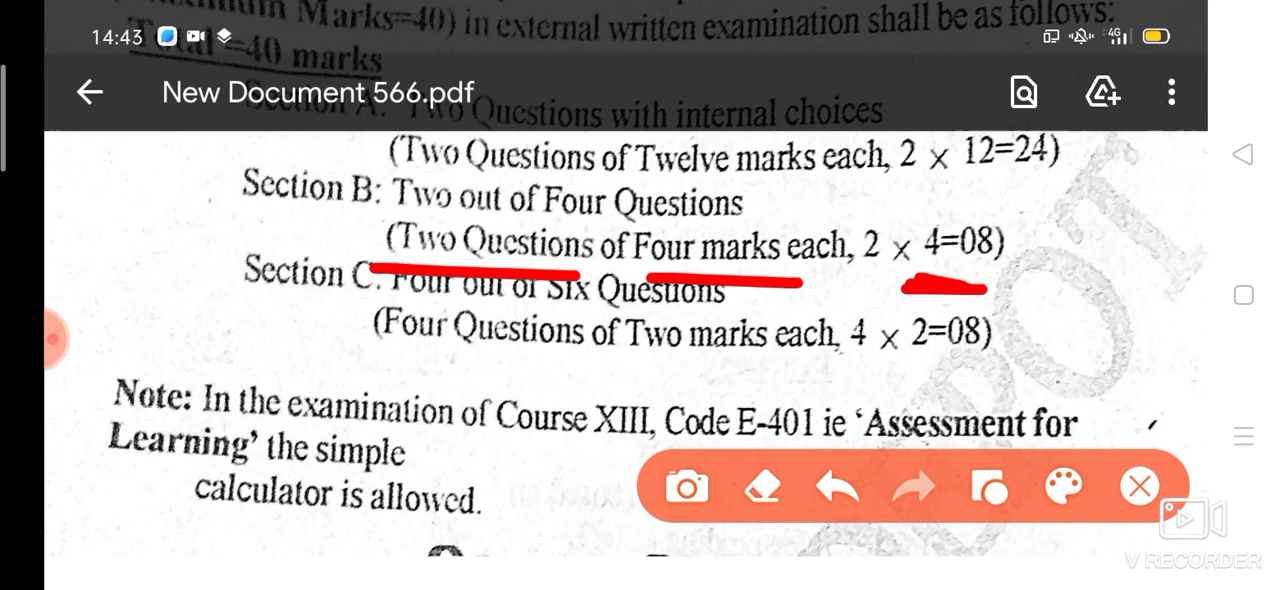 Marks=40) in external written examination shall be as follows:
14:43
4G
Total =40 marks
New Document 566.pdf
Section A: Two Questions with internal choices
(Two Questions of Twelve marks each, 2 × 12=24)
Section B: Two out of Four Questions
(Two Questions of Four marks each, 2 × 4=08)
Section C: Four out of Six Questions
(Four Questions of Two marks each, 4 × 2=08)
Note: In the examination of Course XIII, Code E-401 ie ‘Assessment for
Learning’ the simple
calculator is allowed.
V RECORDER